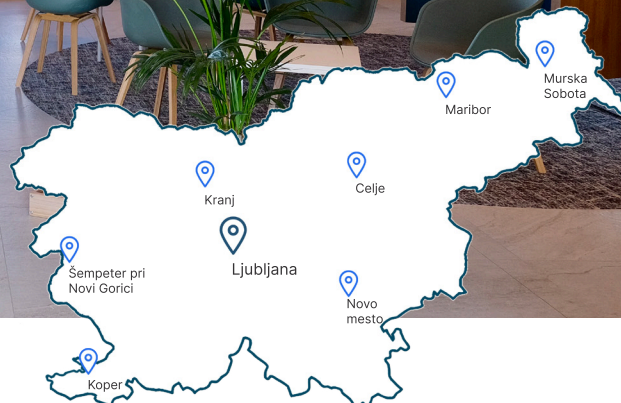 Murska
Sobota
Maribor
Celje
Kranj
Ljubljana
Šempeter pri
Novi Gorici
Novo
mesto
Koper